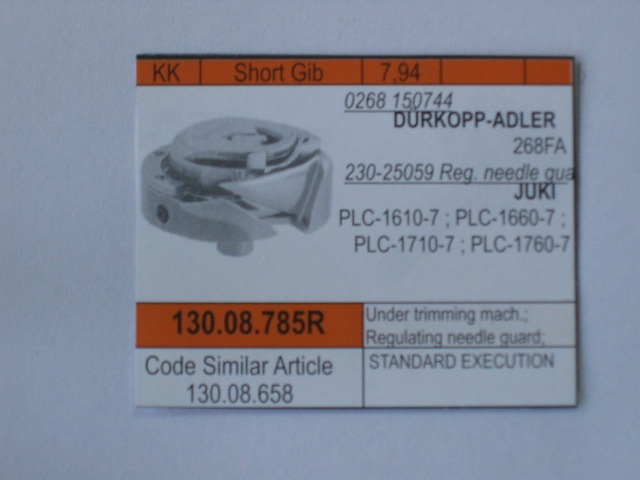 KK Short Gib 7,94
0268 150744
DÜRKOPP-ADLER
268FA
230-25059 Reg. needle gua
JUKI
PLC-1610-7 ; PLC-1660-7 ;
PLC-1710-7 ; PLC-1760-7
130.08.785R
Under trimming mach.;
Regulating needle guard;
Code Similar Article
130.08.658
STANDARD EXECUTION